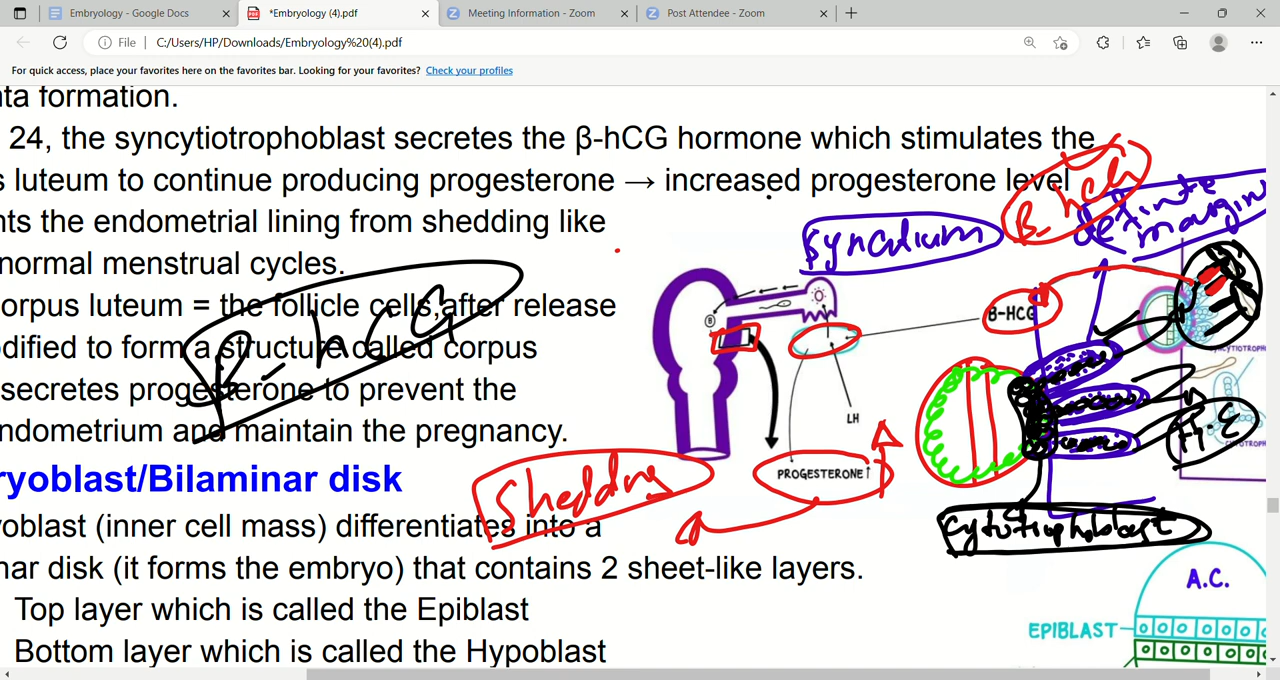 Embryology - Google Docs
*Embryology (4).pdf
Meeting Information - Zoom
Post Attendee - Zoom
File
C:/Users/HP/Downloads/Embryology%20(4).pdf
For quick access, place your favorites here on the favorites bar. Looking for your favorites? Check your profiles
ta formation.
24, the syncytiotrophoblast secretes the β-hCG hormone which stimulates the
s luteum to continue producing progesterone → increased progesterone level
nts the endometrial lining from shedding like
normal menstrual cycles.
orpus luteum = the follicle cells,after release
dified to form a structure called corpus
secretes progesterone to prevent the
ndometrium and maintain the pregnancy.
ryoblast/Bilaminar disk
yoblast (inner cell mass) differentiates into a
nar disk (it forms the embryo) that contains 2 sheet-like layers.
Top layer which is called the Epiblast
Bottom layer which is called the Hypoblast
B-hCG
Syncitium
B-hCG
definite
margin
B-HCG
LH
PROGESTERONE↑
Shedding
Cytotrophoblast
A.C.
EPIBLAST